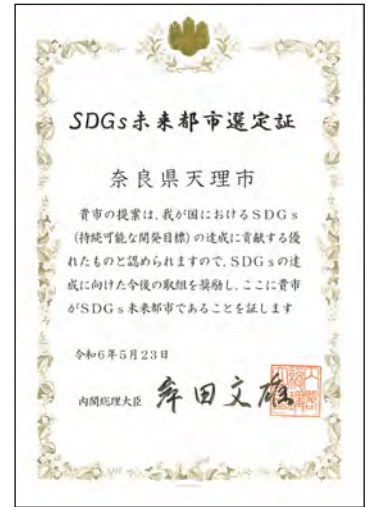 SDGs未来都市選定証
奈良県天理市
貴市の提案は、我が国におけるSDGs
(持続可能な開発目標)の達成に貢献する優
れたものと認められますので、SDGsの達
成に向けた今後の取組を奨励し、ここに貴市
がSDGs未来都市であることを証します
令和6年5月23日
内閣総理大臣 岸田文雄